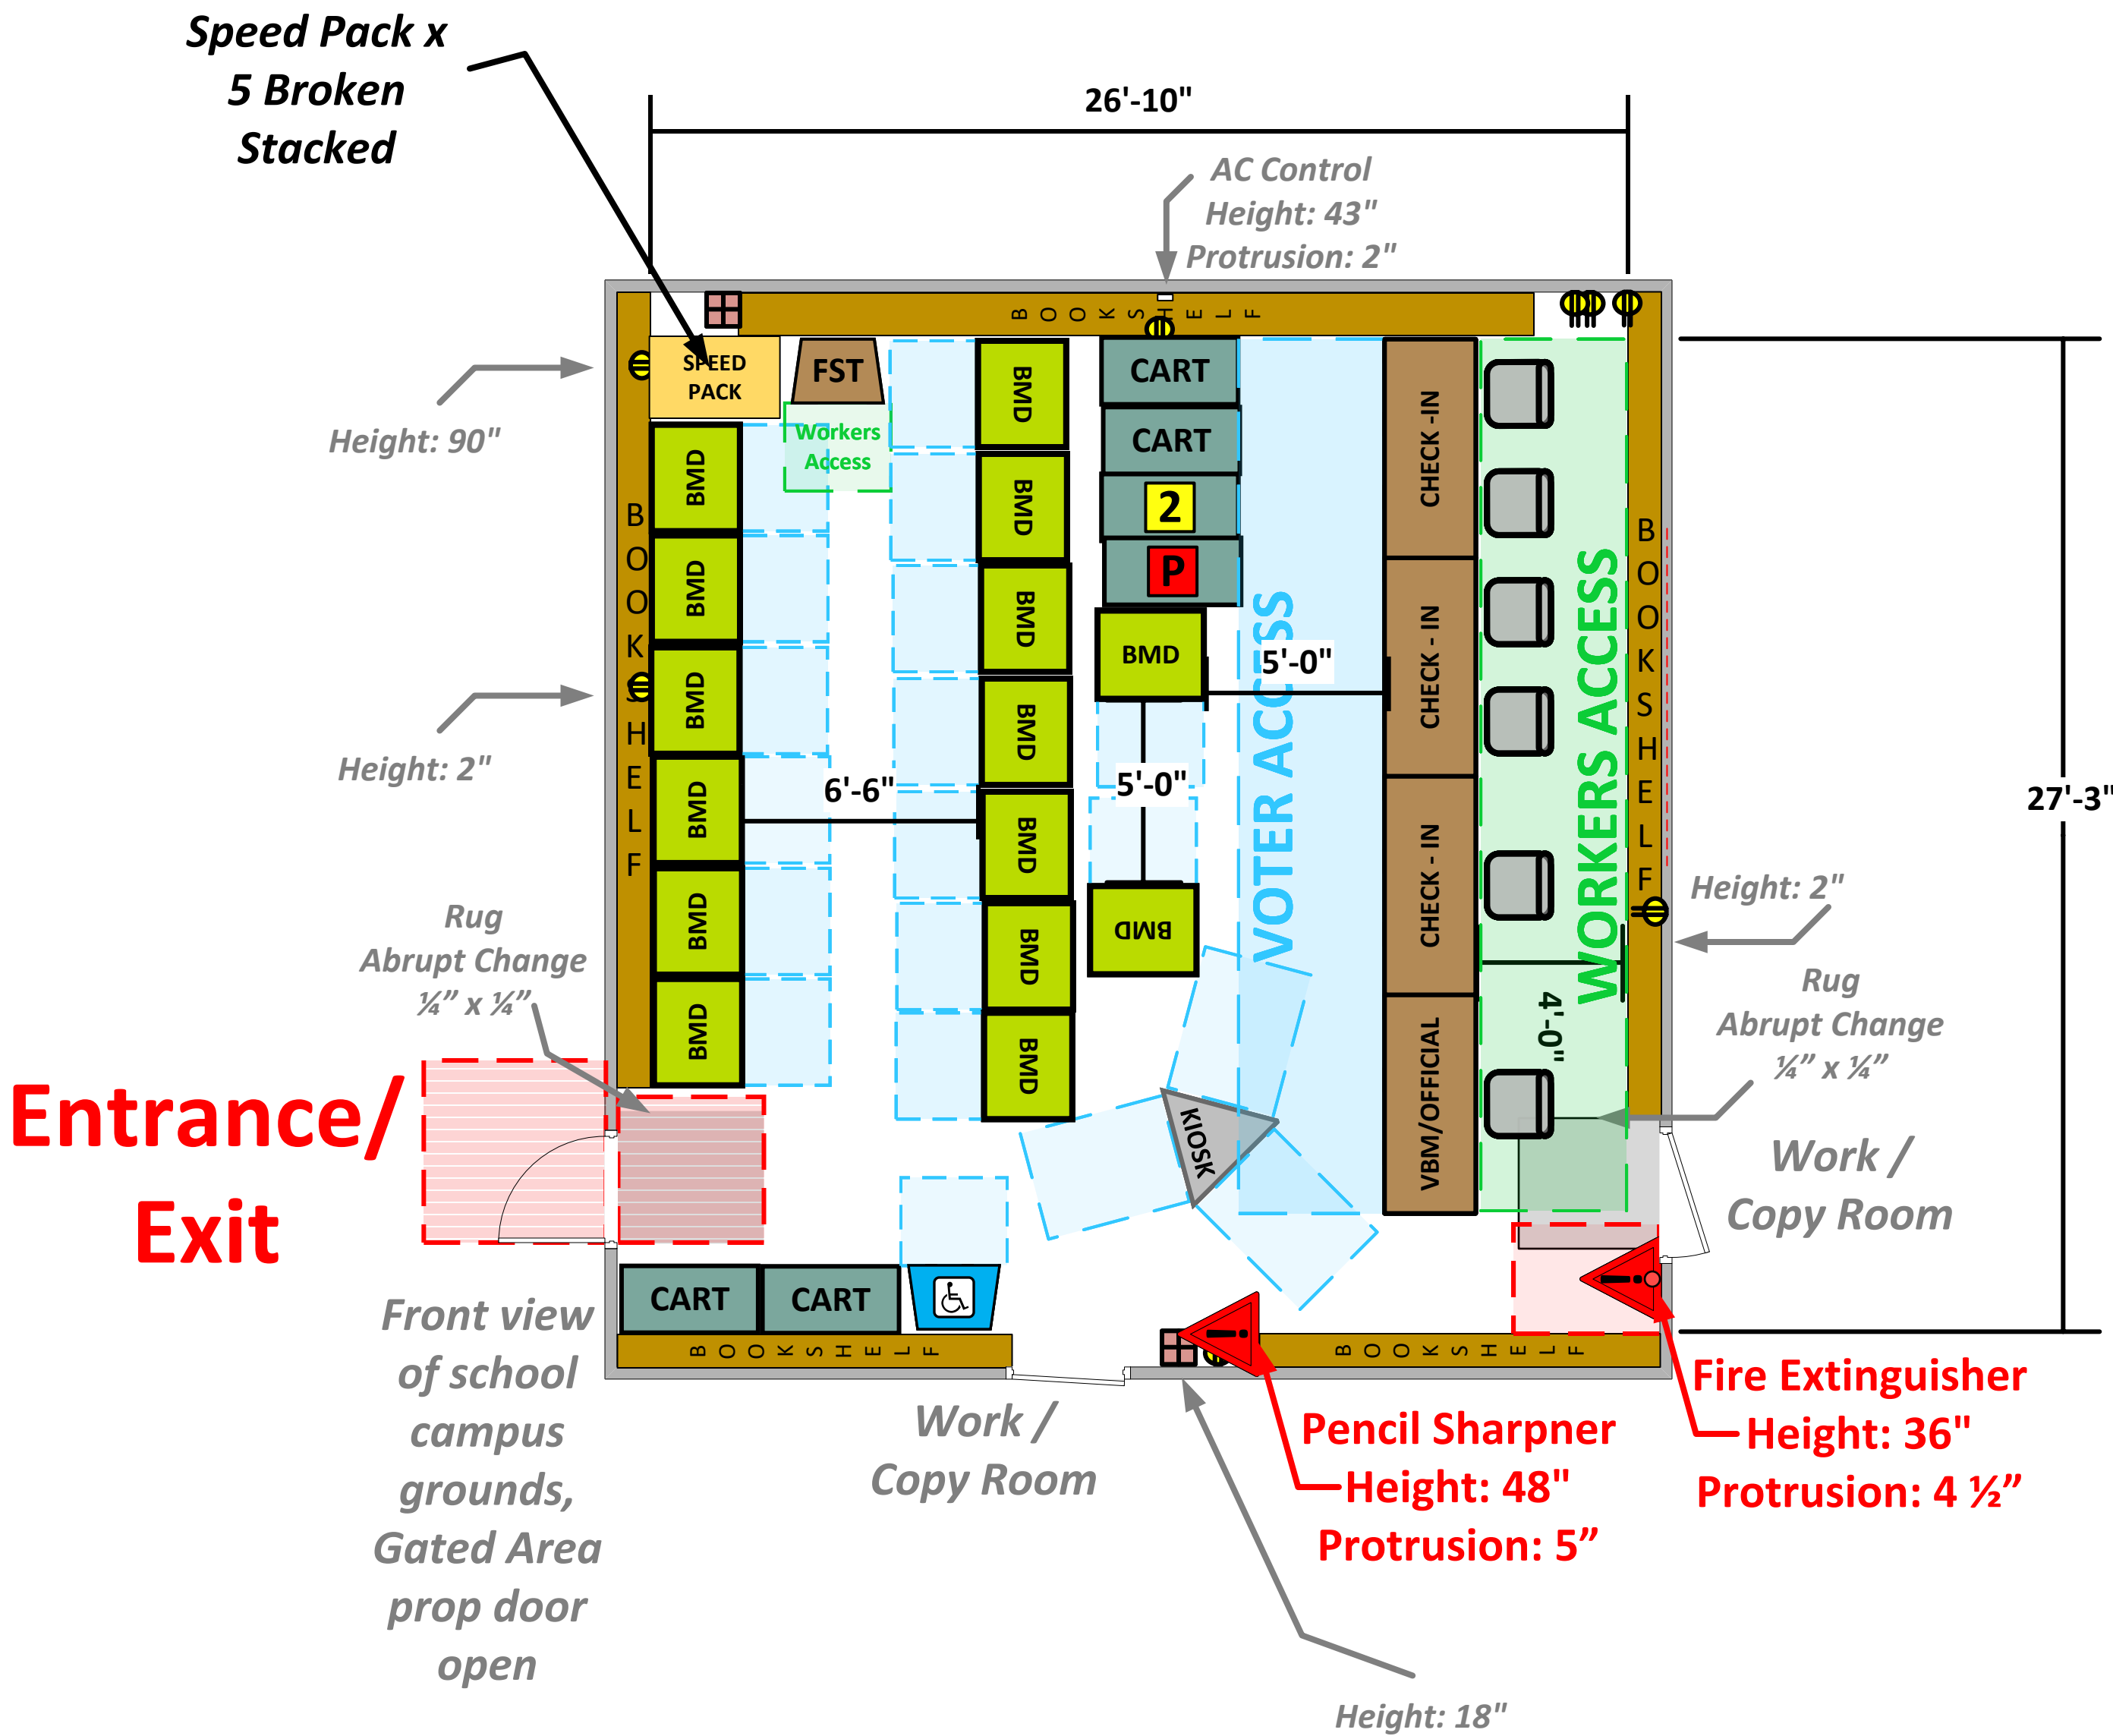 Speed Pack x
5 Broken
Stacked
26'-10"
AC Control
Height: 43"
Protrusion: 2"
BOOKSHELF
SPEED
PACK
FST
Workers
Access
Height: 90"
BOOKSHELF
Height: 2"
BMD
BMD
BMD
BMD
BMD
BMD
6'-6"
BMD
BMD
BMD
BMD
BMD
BMD
BMD
CART
CART
2
P
BMD
5'-0"
BMD
5'-0"
VOTER ACCESS
CHECK -IN
CHECK - IN
CHECK - IN
VBM/OFFICIAL
WORKERS ACCESS
4'-0"
BOOKSHELF
27'-3"
Height: 2"
Rug
Abrupt Change
¼” x ¼”
Rug
Abrupt Change
¼” x ¼”
Entrance/
Exit
KIOSK
Work /
Copy Room
CART
CART
BOOKSHELF
BOOKSHELF
Front view
of school
campus
grounds,
Gated Area
prop door
open
Work /
Copy Room
Pencil Sharpner
Height: 48"
Protrusion: 5”
Fire Extinguisher
Height: 36"
Protrusion: 4 ½”
Height: 18"